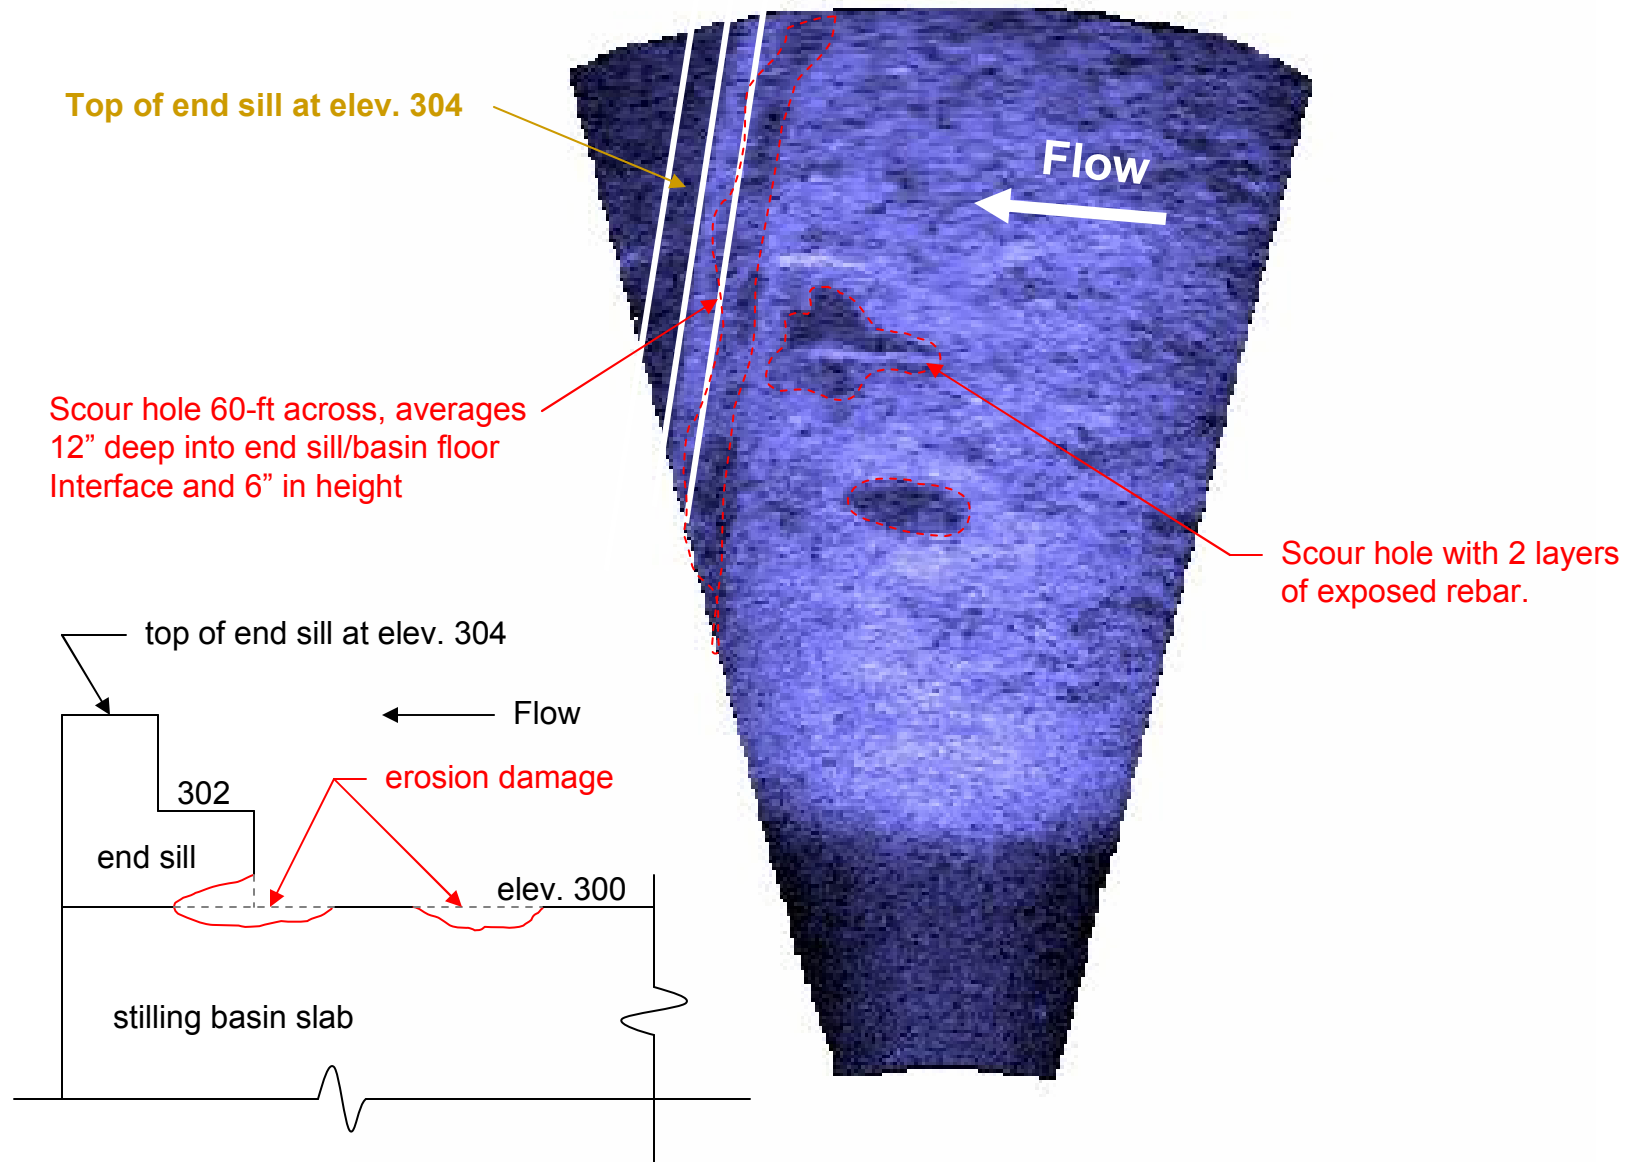 Top of end sill at elev. 304
Flow
Scour hole 60-ft across, averages
12” deep into end sill/basin floor
Interface and 6” in height
Scour hole with 2 layers
of exposed rebar.
top of end sill at elev. 304
Flow
erosion damage
302
end sill
elev. 300
stilling basin slab